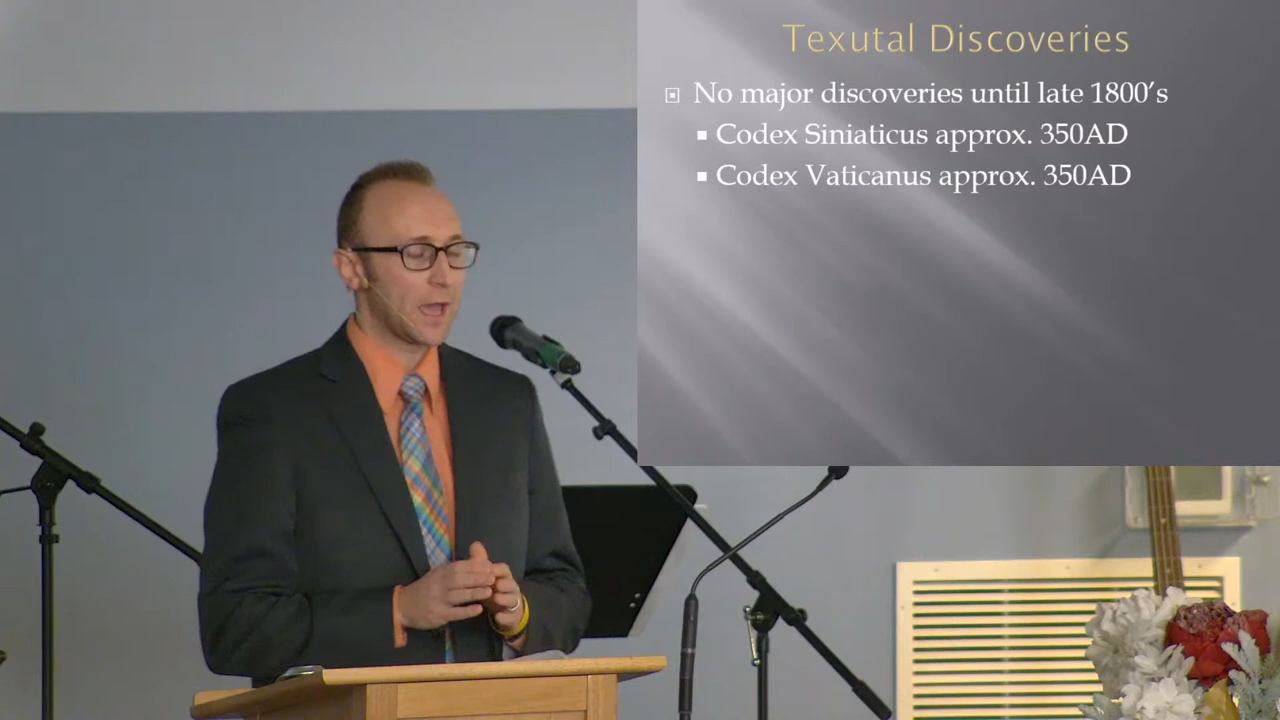 Texutal Discoveries
No major discoveries until late 1800's
Codex Siniaticus approx. 350AD
Codex Vaticanus approx. 350AD